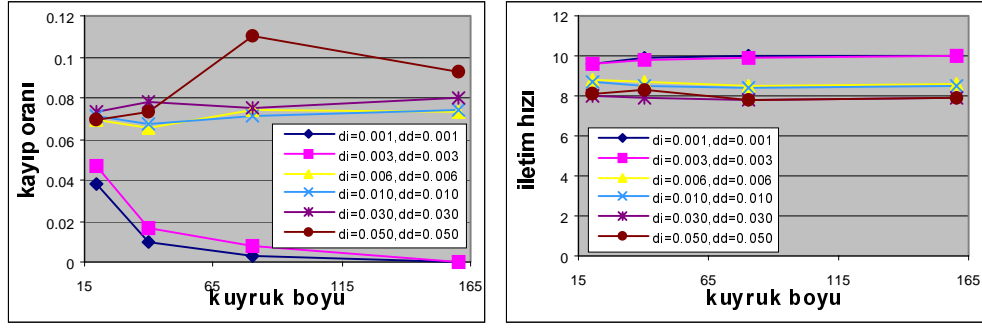 0.12
0.1
0.08
0.06
0.04
0.02
0
kayıp oranı
di=0.001,dd=0.001
di=0.003,dd=0.003
di=0.006,dd=0.006
di=0.010,dd=0.010
di=0.030,dd=0.030
di=0.050,dd=0.050
15 65 115 165
kuyruk boyu
12
10
8
6
4
2
0
iletim hızı
di=0.001,dd=0.001
di=0.003,dd=0.003
di=0.006,dd=0.006
di=0.010,dd=0.010
di=0.030,dd=0.030
di=0.050,dd=0.050
15 65 115 165
kuyruk boyu